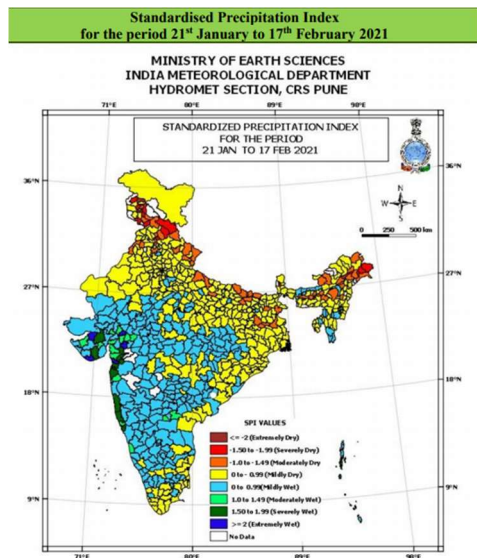 Standardised Precipitation Index
for the period 21st January to 17th February 2021
MINISTRY OF EARTH SCIENCES
INDIA METEOROLOGICAL DEPARTMENT
HYDROMET SECTION, CRS PUNE
71°E 80°E 89°E 90°E
STANDARDIZED PRECIPITATION INDEX
FOR THE PERIOD
21 JAN TO 17 FEB 2021
36°N 36°N
N
W E
S
0 250 500 km
27°N 27°N
18°N 18°N
SPI VALUES
<= -2 (Extremely Dry)
-1.50 to -1.99 (Severely Dry)
-1.0 to -1.49 (Moderately Dry
0 to - 0.99 (Mildly Dry)
0 to 0.99(Mildly Wet)
1.0 to 1.49 (Moderately Wet)
1.50 to 1.99 (Severely Wet)
>= 2 (Extremely Wet)
No Data
9°N 9°N
71°E 80°E 89°E 90°E